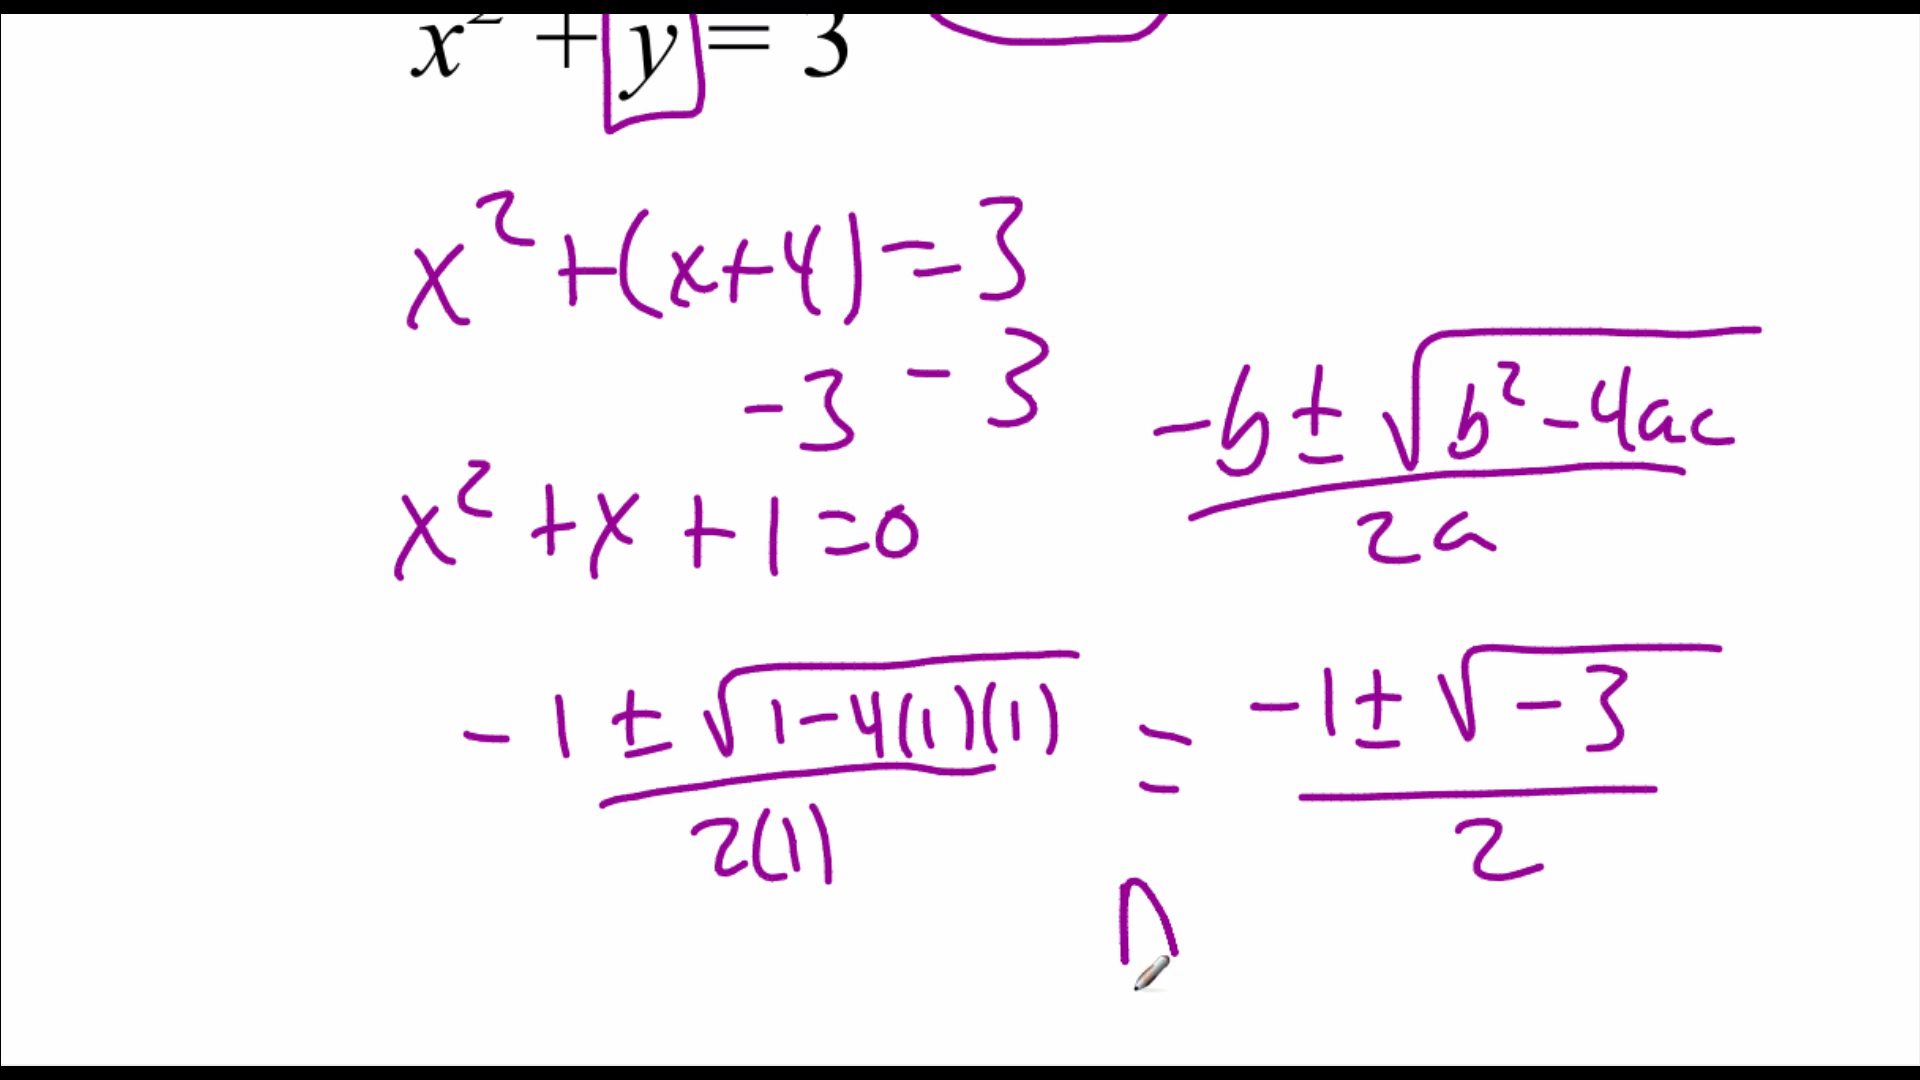 x² + y = 3
x² + (x+4) = 3
-3 - 3
-b ± √(b² - 4ac)
2a
x² + x + 1 = 0
-1 ± √(1 - 4(1)(1)) = -1 ± √(-3)
2(1) 2